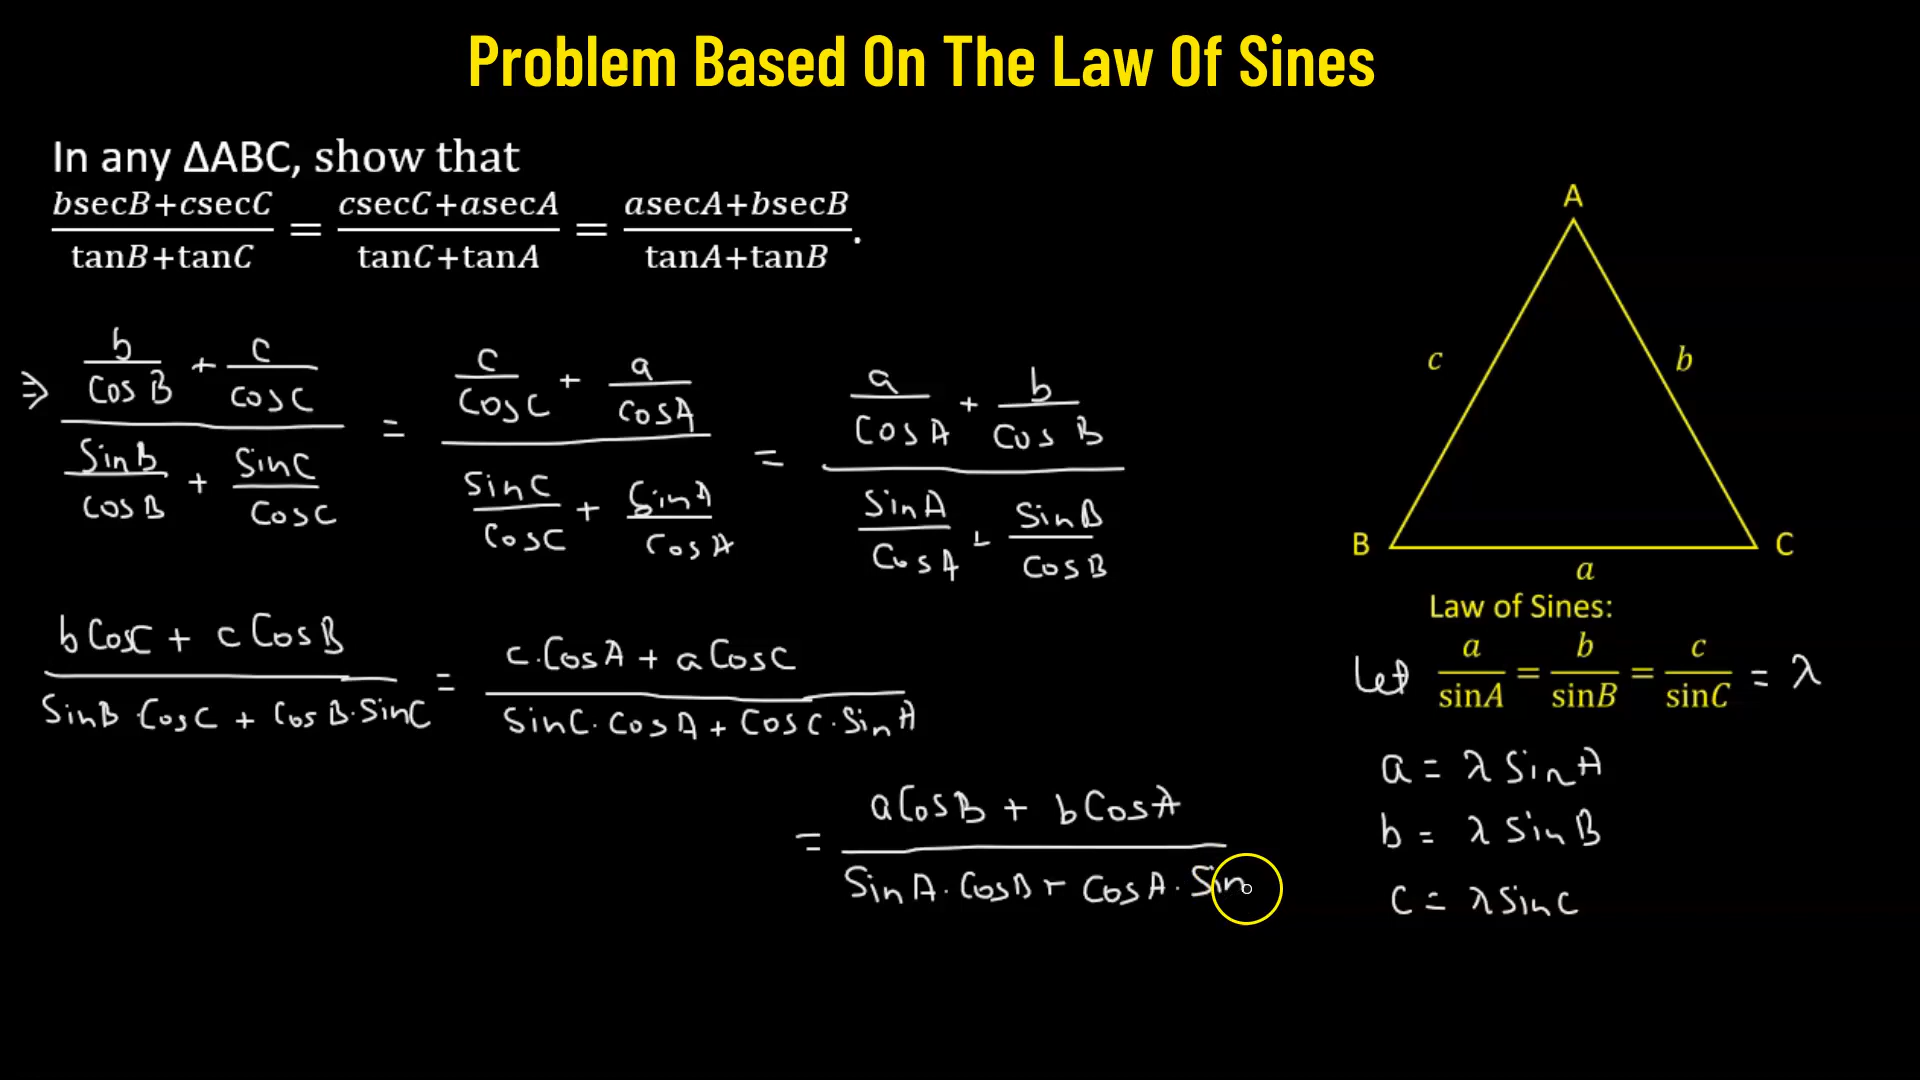 Problem Based On The Law Of Sines
In any ΔABC, show that
bsecB+csecC / tanB+tanC = csecC+asecA / tanC+tanA = asecA+bsecB / tanA+tanB.
⇒ (b/CosB + c/CosC) / (SinB/CosB + SinC/CosC) = (c/CosC + a/CosA) / (SinC/CosC + SinA/CosA) = (a/CosA + b/CosB) / (SinA/CosA + SinB/CosB)
bCosC + cCosB / SinB·CosC + CosB·SinC = c·CosA + aCosC / SinC·CosA + CosC·SinA
= aCosB + bCosA / SinA·CosB + CosA·Sin
A
c
b
B
C
a
Law of Sines:
Let a/sinA = b/sinB = c/sinC = λ
a = λ SinA
b = λ SinB
c = λ SinC